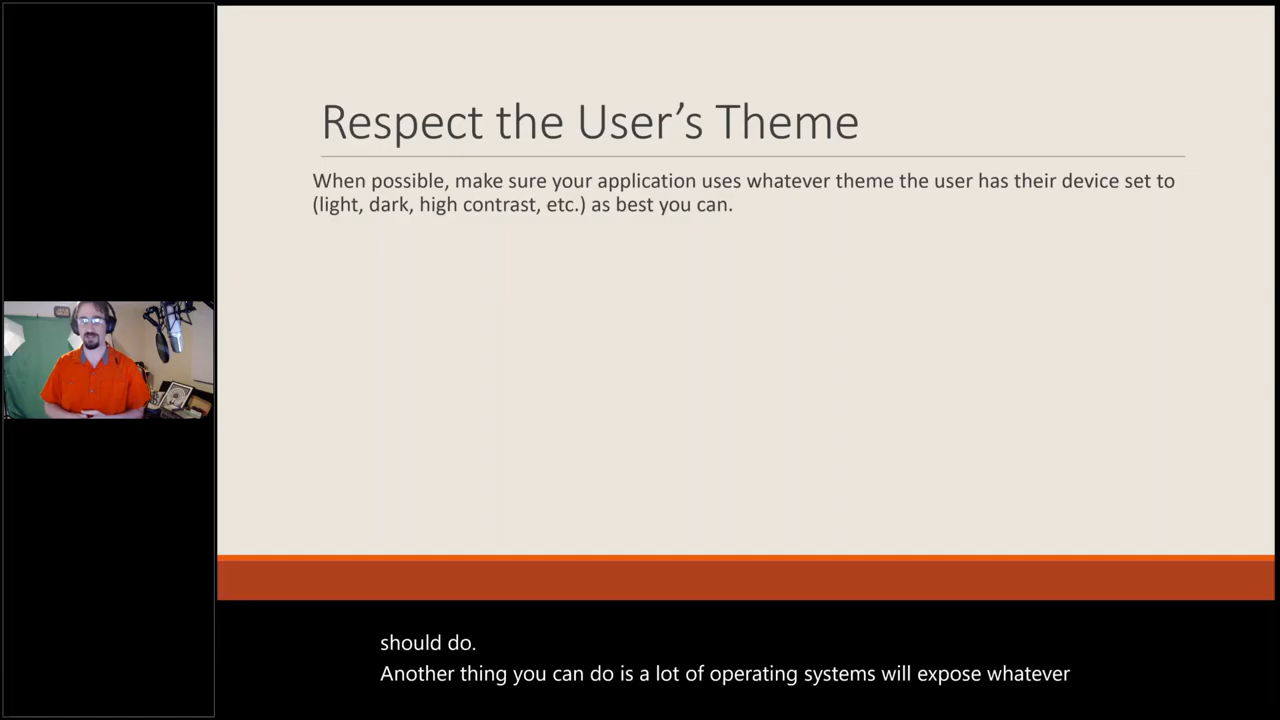 Respect the User’s Theme
When possible, make sure your application uses whatever theme the user has their device set to
(light, dark, high contrast, etc.) as best you can.
should do.
Another thing you can do is a lot of operating systems will expose whatever